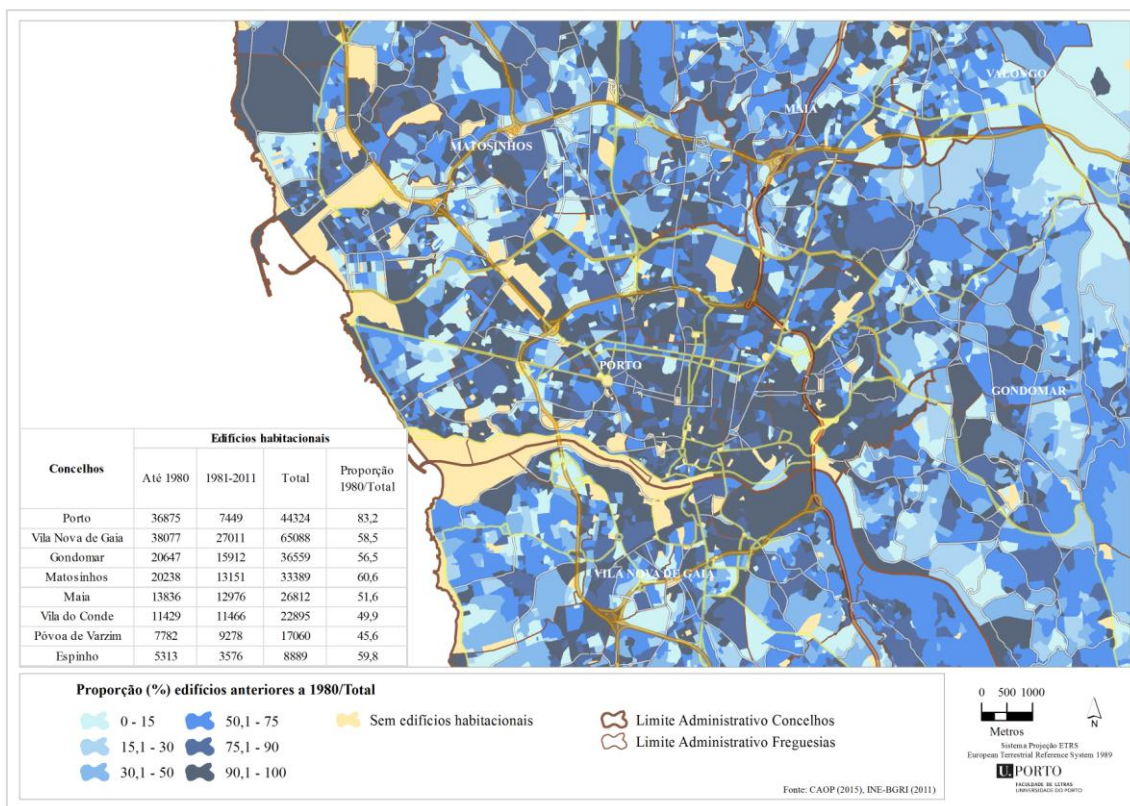 VALONGO
MAIA
MATOSINHOS
PORTO
GONDOMAR
VILA NOVA DE GAIA
Concelhos
Edifícios habitacionais
Até 1980 1981-2011 Total Proporção 1980/Total
Porto 36875 7449 44324 83,2
Vila Nova de Gaia 38077 27011 65088 58,5
Gondomar 20647 15912 36559 56,5
Matosinhos 20238 13151 33389 60,6
Maia 13836 12976 26812 51,6
Vila do Conde 11429 11466 22895 49,9
Póvoa de Varzim 7782 9278 17060 45,6
Espinho 5313 3576 8889 59,8
Proporção (%) edifícios anteriores a 1980/Total
0 - 15
15,1 - 30
30,1 - 50
50,1 - 75
75,1 - 90
90,1 - 100
Sem edifícios habitacionais
Limite Administrativo Concelhos
Limite Administrativo Freguesias
0 500 1000
Metros
N
Sistema Projeção ETRS
European Terrestrial Reference System 1989
U. PORTO
FACULDADE DE LETRAS
UNIVERSIDADE DO PORTO
Fonte: CAOP (2015), INE-BGRI (2011)